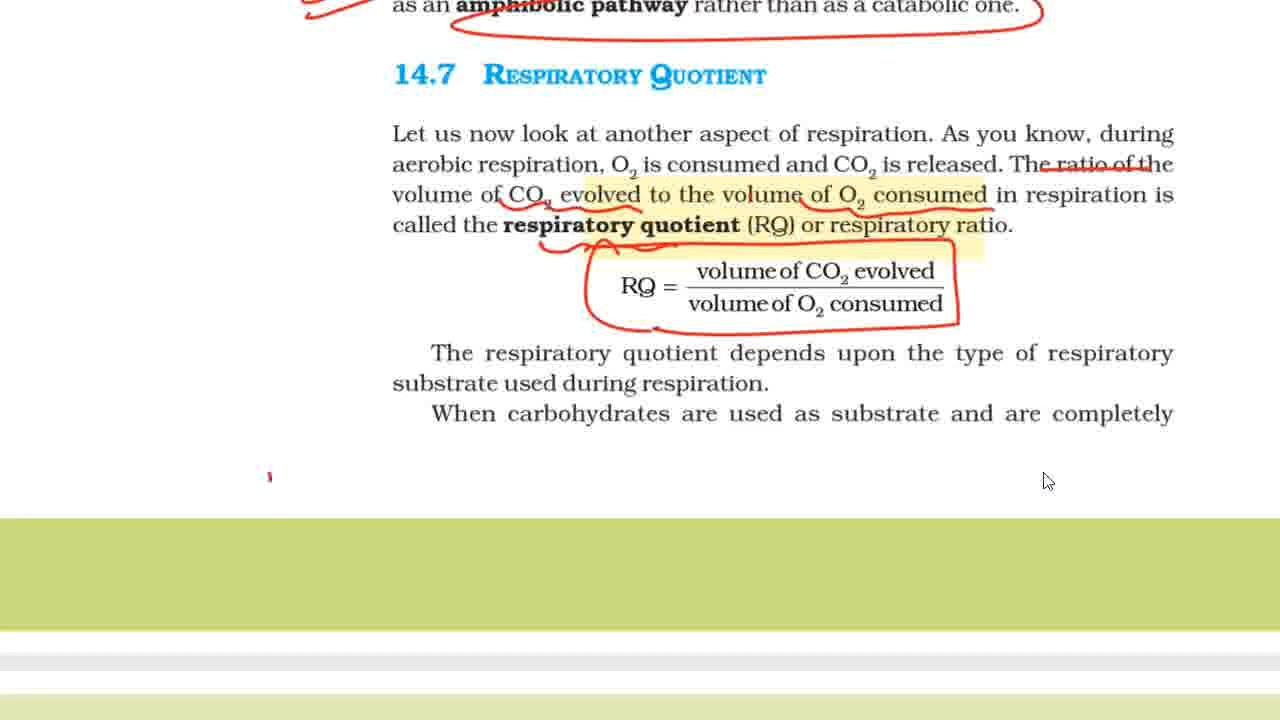 as an amphibolic pathway rather than as a catabolic one.
14.7 RESPIRATORY QUOTIENT
Let us now look at another aspect of respiration. As you know, during
aerobic respiration, O₂ is consumed and CO₂ is released. The ratio of the
volume of CO₂ evolved to the volume of O₂ consumed in respiration is
called the respiratory quotient (RQ) or respiratory ratio.
RQ = volume of CO₂ evolved
volume of O₂ consumed
The respiratory quotient depends upon the type of respiratory
substrate used during respiration.
When carbohydrates are used as substrate and are completely